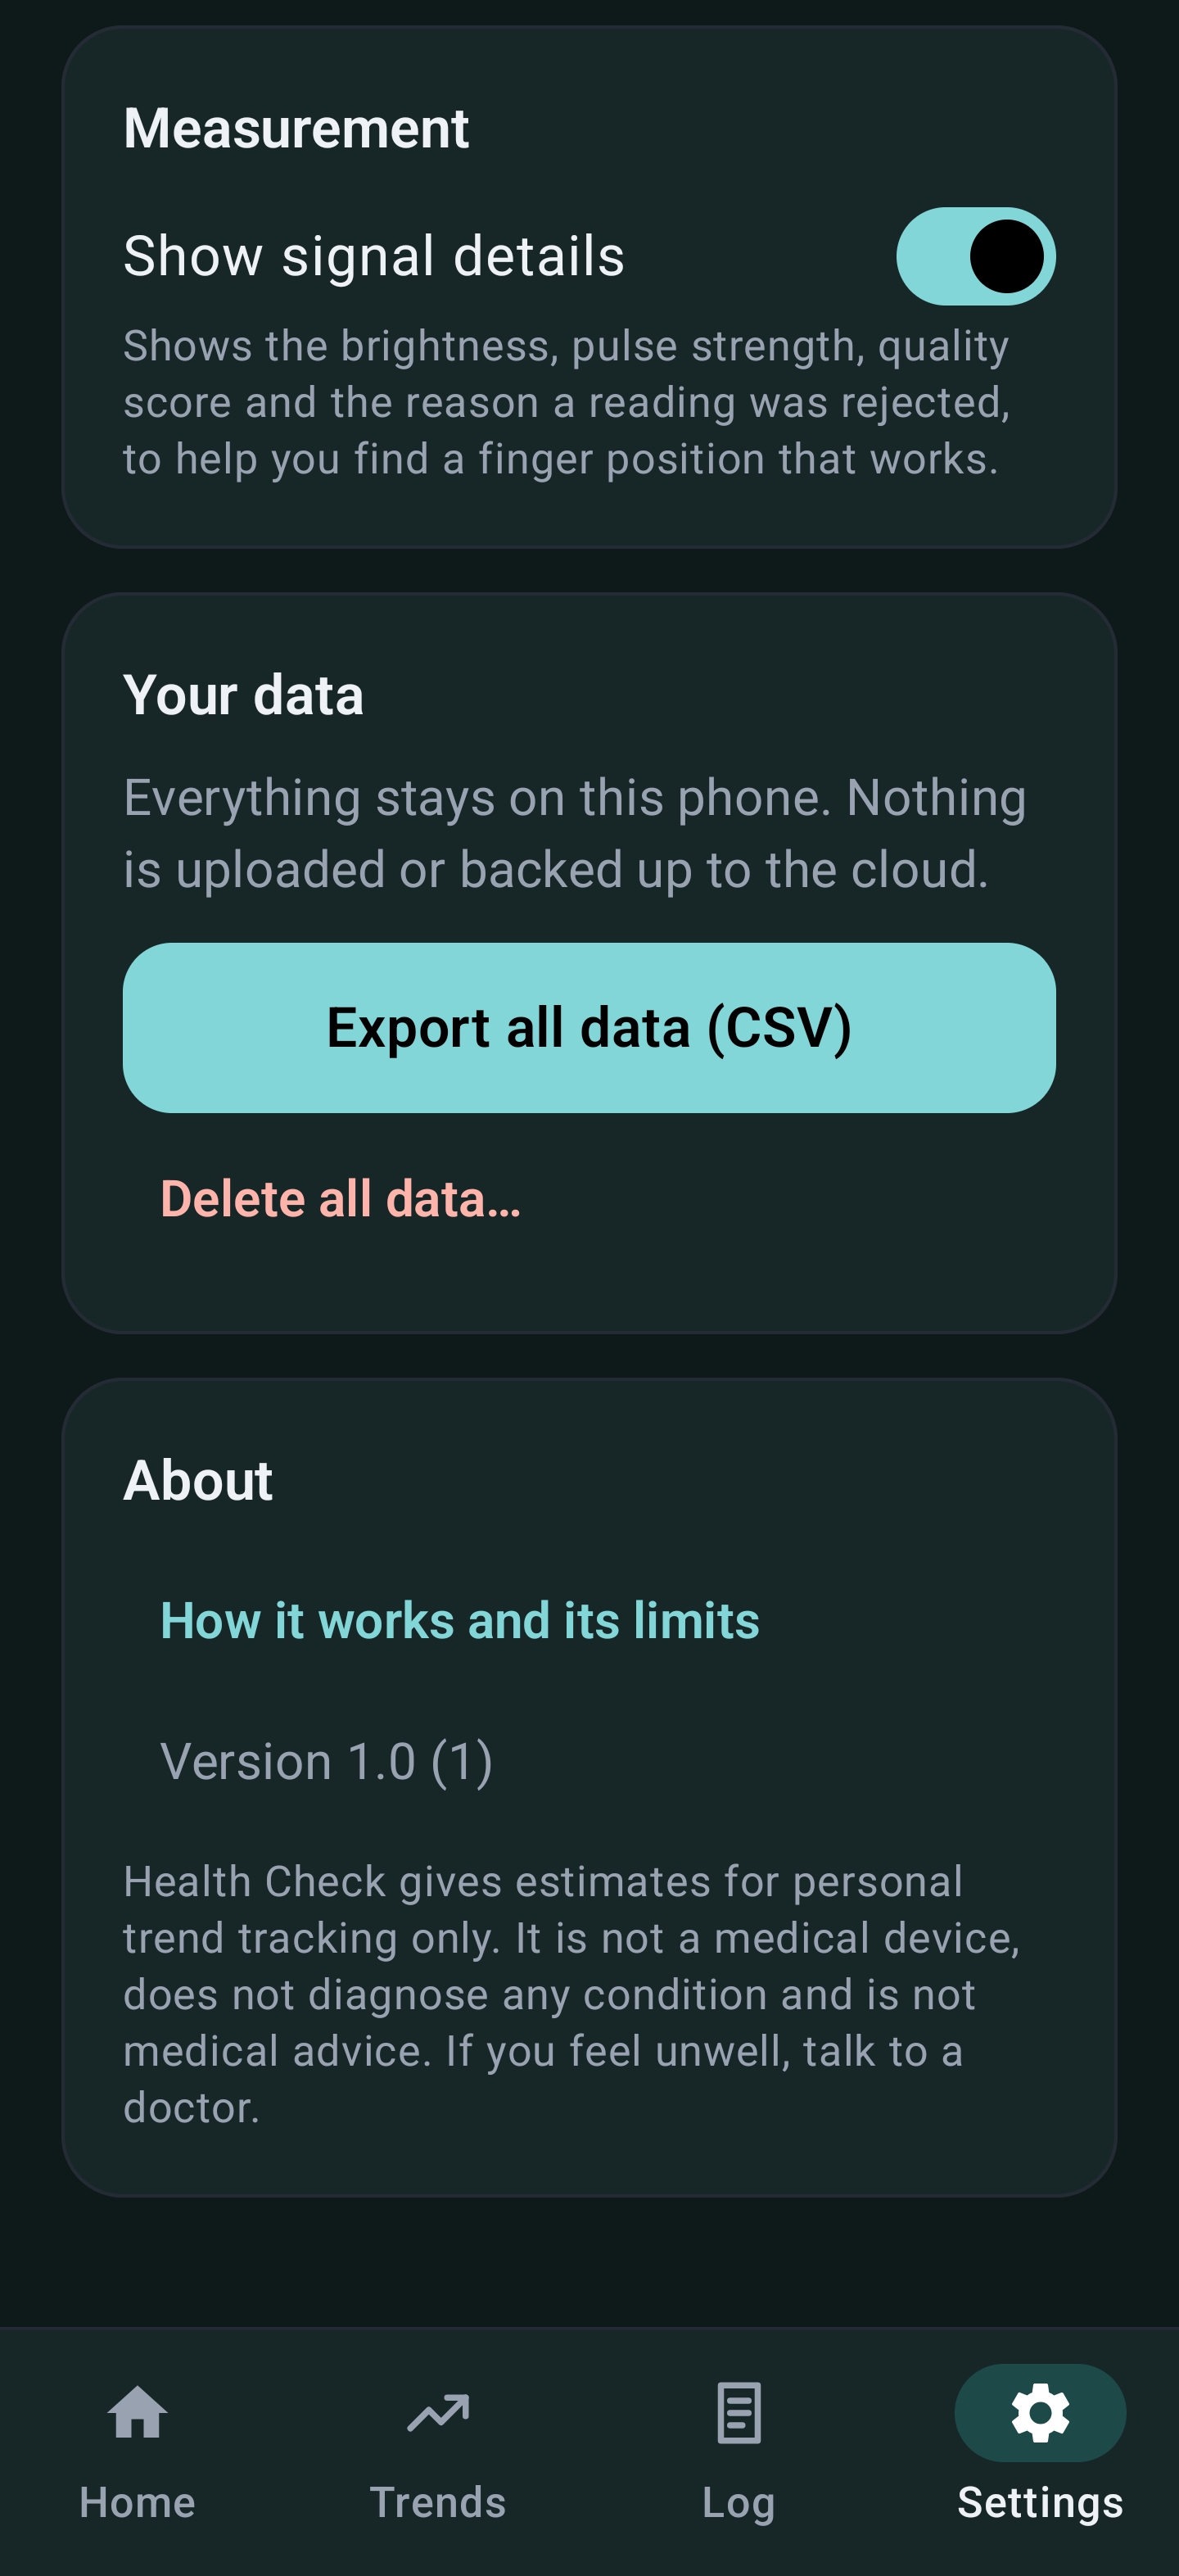 Measurement
Show signal details
Shows the brightness, pulse strength, quality
score and the reason a reading was rejected,
to help you find a finger position that works.
Your data
Everything stays on this phone. Nothing
is uploaded or backed up to the cloud.
Export all data (CSV)
Delete all data…
About
How it works and its limits
Version 1.0 (1)
Health Check gives estimates for personal
trend tracking only. It is not a medical device,
does not diagnose any condition and is not
medical advice. If you feel unwell, talk to a
doctor.
Home
Trends
Log
Settings